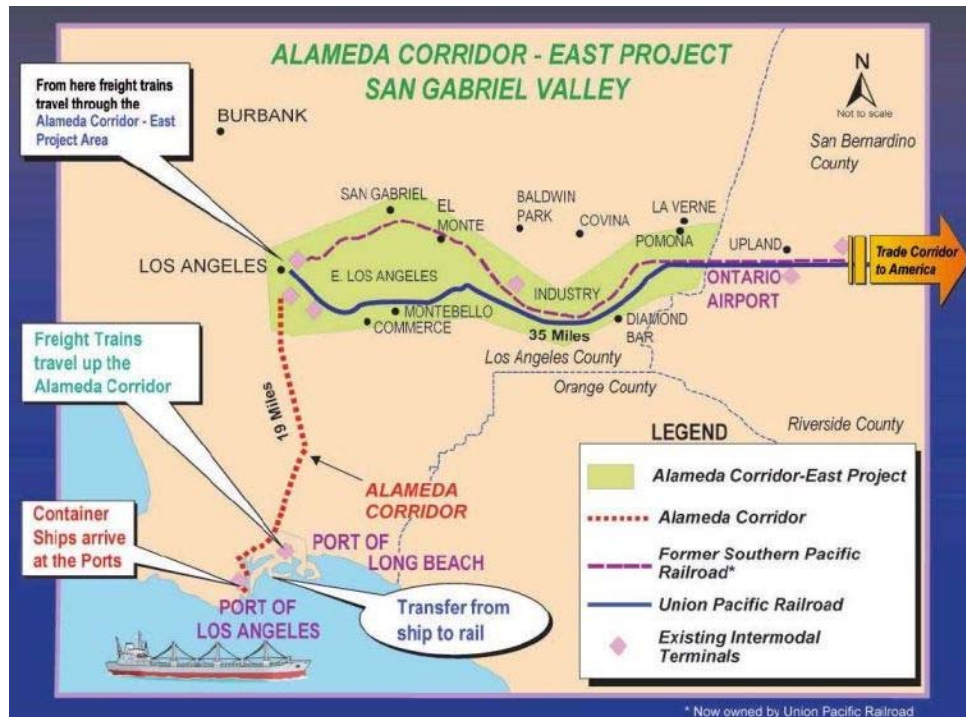 ALAMEDA CORRIDOR - EAST PROJECT
SAN GABRIEL VALLEY
From here freight trains
travel through the
Alameda Corridor - East
Project Area
BURBANK
N
Not to scale
San Bernardino
County
SAN GABRIEL
EL
MONTE
BALDWIN
PARK
COVINA
LA VERNE
POMONA
UPLAND
Trade Corridor
to America
LOS ANGELES
E. LOS ANGELES
INDUSTRY
ONTARIO
AIRPORT
MONTEBELLO
COMMERCE
35 Miles
DIAMOND
BAR
Los Angeles County
Orange County
Riverside County
Freight Trains
travel up the
Alameda Corridor
19 Miles
ALAMEDA
CORRIDOR
Container
Ships arrive
at the Ports
PORT OF
LONG BEACH
PORT OF
LOS ANGELES
Transfer from
ship to rail
LEGEND
Alameda Corridor-East Project
Alameda Corridor
Former Southern Pacific
Railroad*
Union Pacific Railroad
Existing Intermodal
Terminals
* Now owned by Union Pacific Railroad